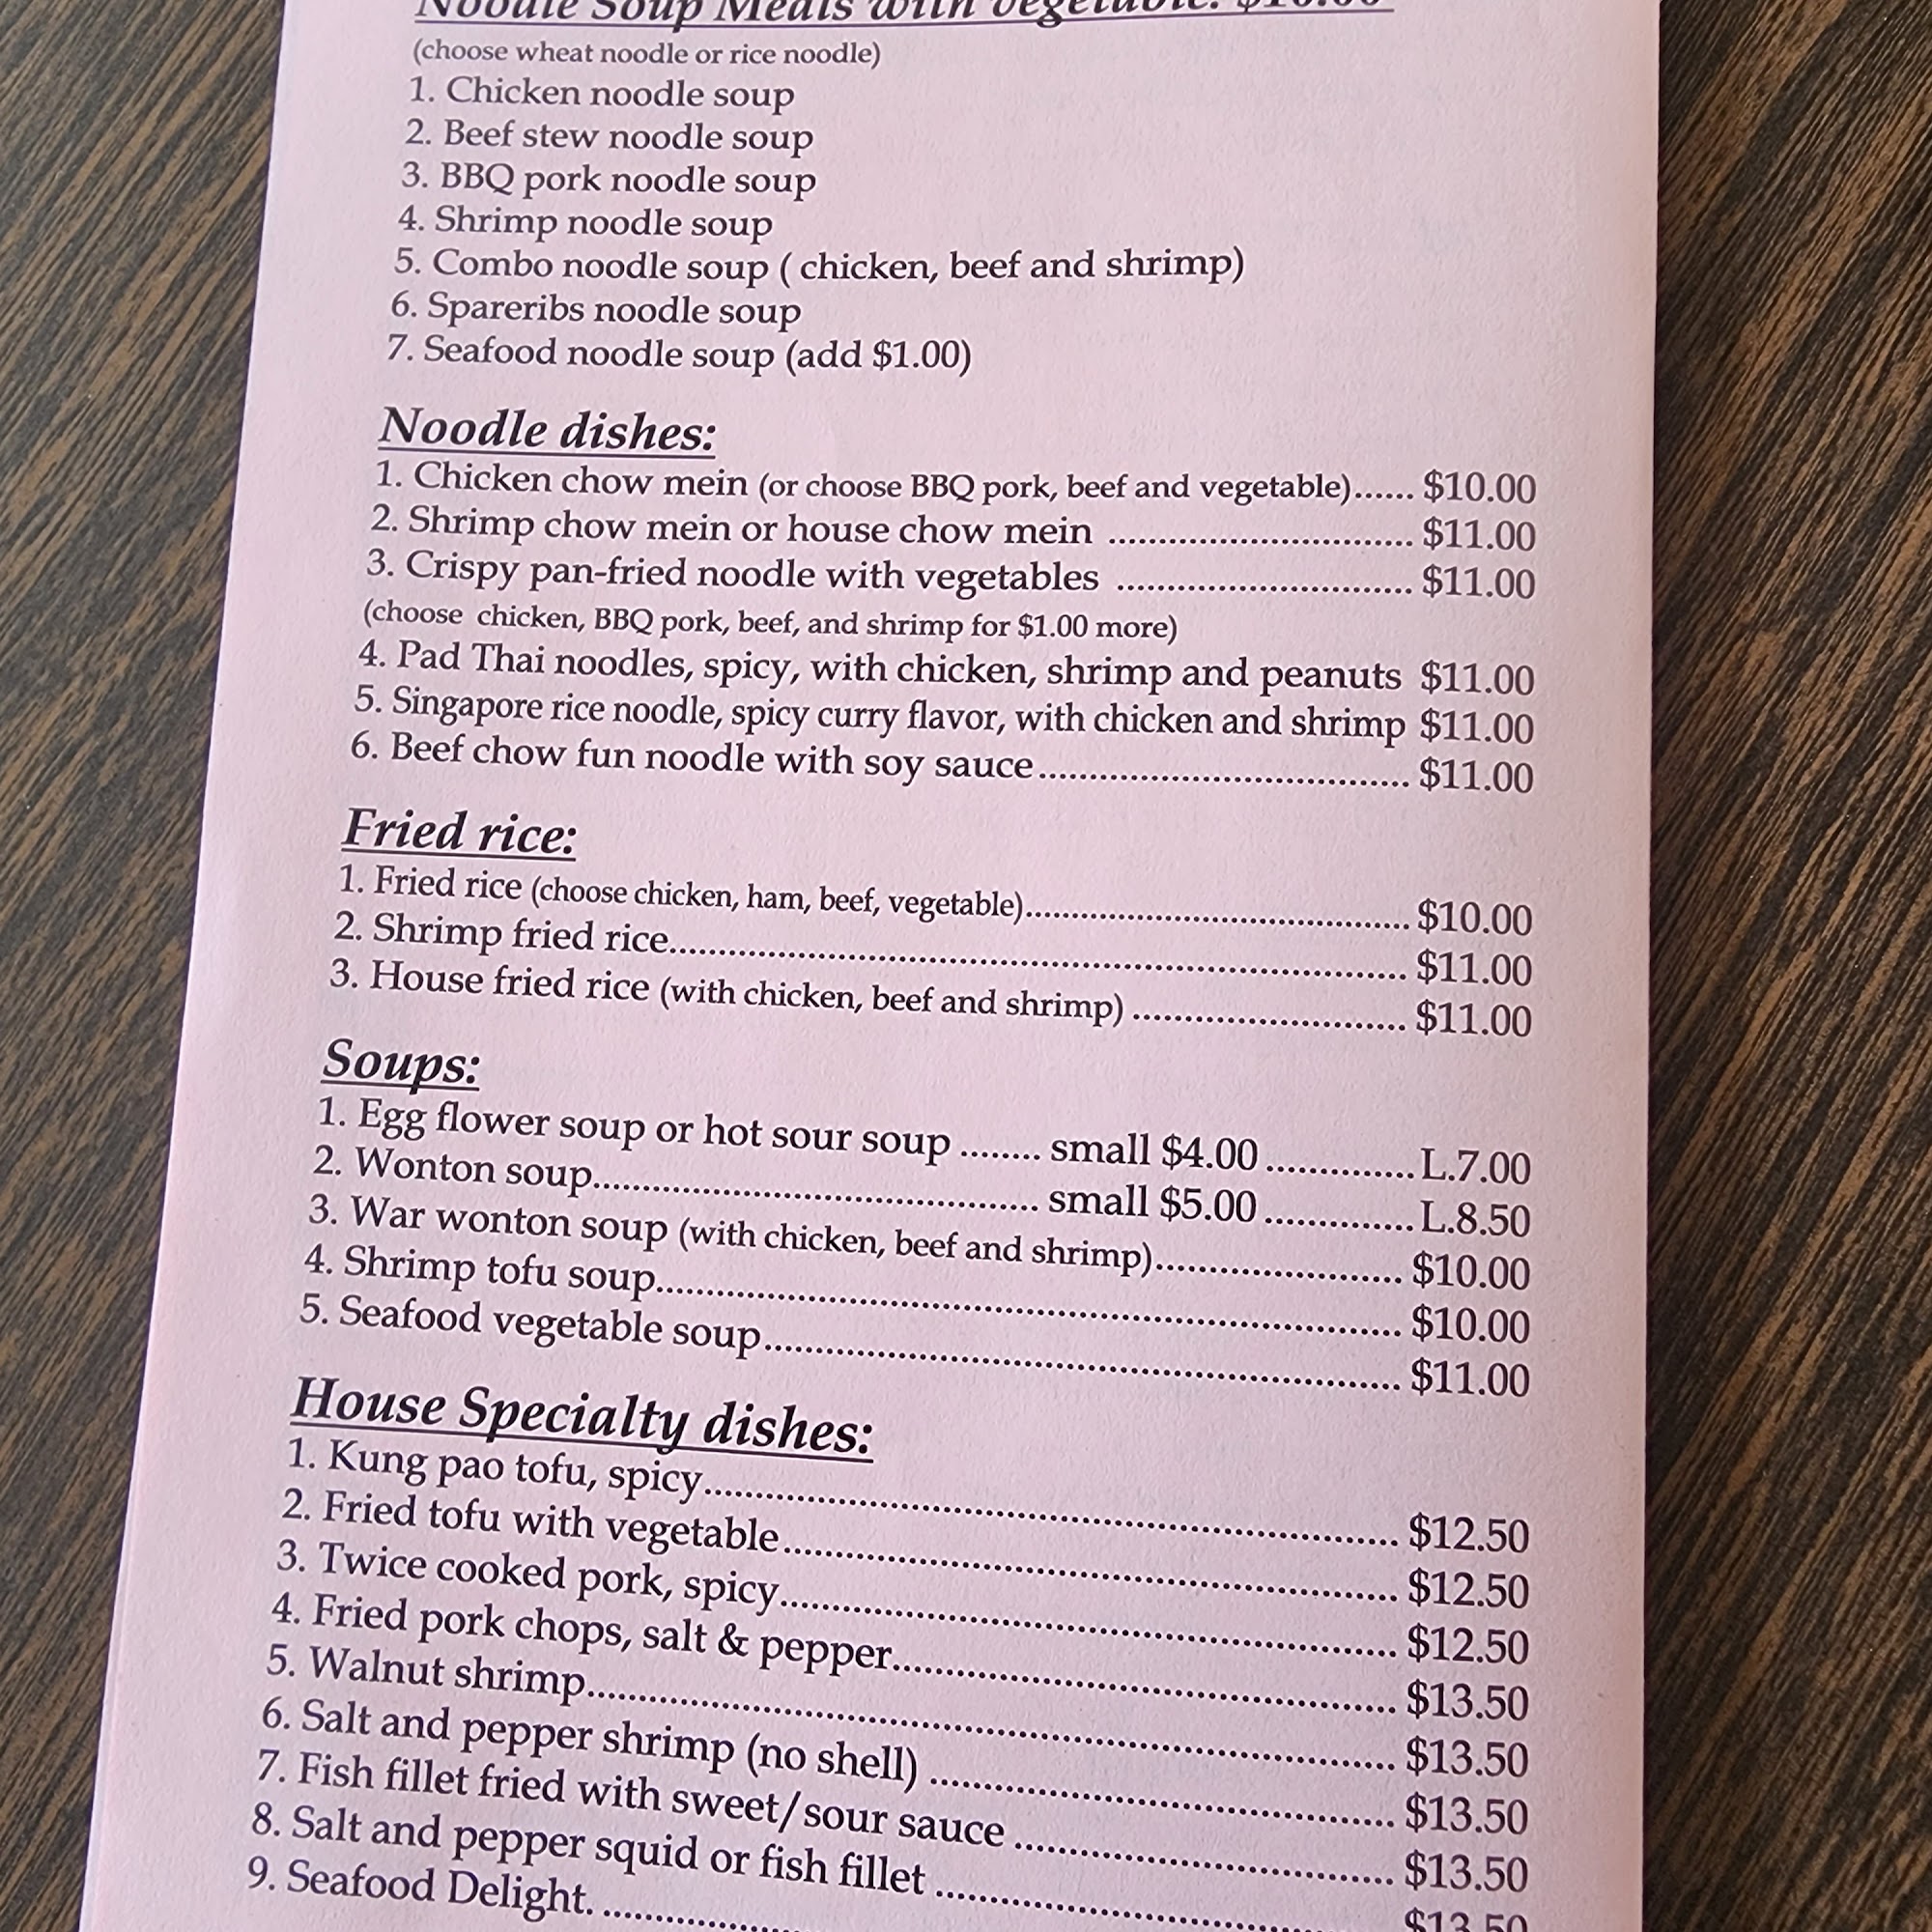 Noodle Soup Meals with vegetable: $10.00
(choose wheat noodle or rice noodle)
1. Chicken noodle soup
2. Beef stew noodle soup
3. BBQ pork noodle soup
4. Shrimp noodle soup
5. Combo noodle soup ( chicken, beef and shrimp)
6. Spareribs noodle soup
7. Seafood noodle soup (add $1.00)
Noodle dishes:
1. Chicken chow mein (or choose BBQ pork, beef and vegetable)...... $10.00
2. Shrimp chow mein or house chow mein ............................... $11.00
3. Crispy pan-fried noodle with vegetables .............................. $11.00
(choose chicken, BBQ pork, beef, and shrimp for $1.00 more)
4. Pad Thai noodles, spicy, with chicken, shrimp and peanuts $11.00
5. Singapore rice noodle, spicy curry flavor, with chicken and shrimp $11.00
6. Beef chow fun noodle with soy sauce..................................... $11.00
Fried rice:
1. Fried rice (choose chicken, ham, beef, vegetable)...................................... $10.00
2. Shrimp fried rice......................................................................... $11.00
3. House fried rice (with chicken, beef and shrimp) ........................... $11.00
Soups:
1. Egg flower soup or hot sour soup ........ small $4.00 ..............L.7.00
2. Wonton soup............................................ small $5.00 ..............L.8.50
3. War wonton soup (with chicken, beef and shrimp)........................ $10.00
4. Shrimp tofu soup......................................................................... $10.00
5. Seafood vegetable soup............................................................... $11.00
House Specialty dishes:
1. Kung pao tofu, spicy................................................................... $12.50
2. Fried tofu with vegetable............................................................ $12.50
3. Twice cooked pork, spicy............................................................ $12.50
4. Fried pork chops, salt & pepper................................................. $13.50
5. Walnut shrimp............................................................................. $13.50
6. Salt and pepper shrimp (no shell) ............................................. $13.50
7. Fish fillet fried with sweet/sour sauce ..................................... $13.50
8. Salt and pepper squid or fish fillet ............................................ $13.50
9. Seafood Delight. ..................